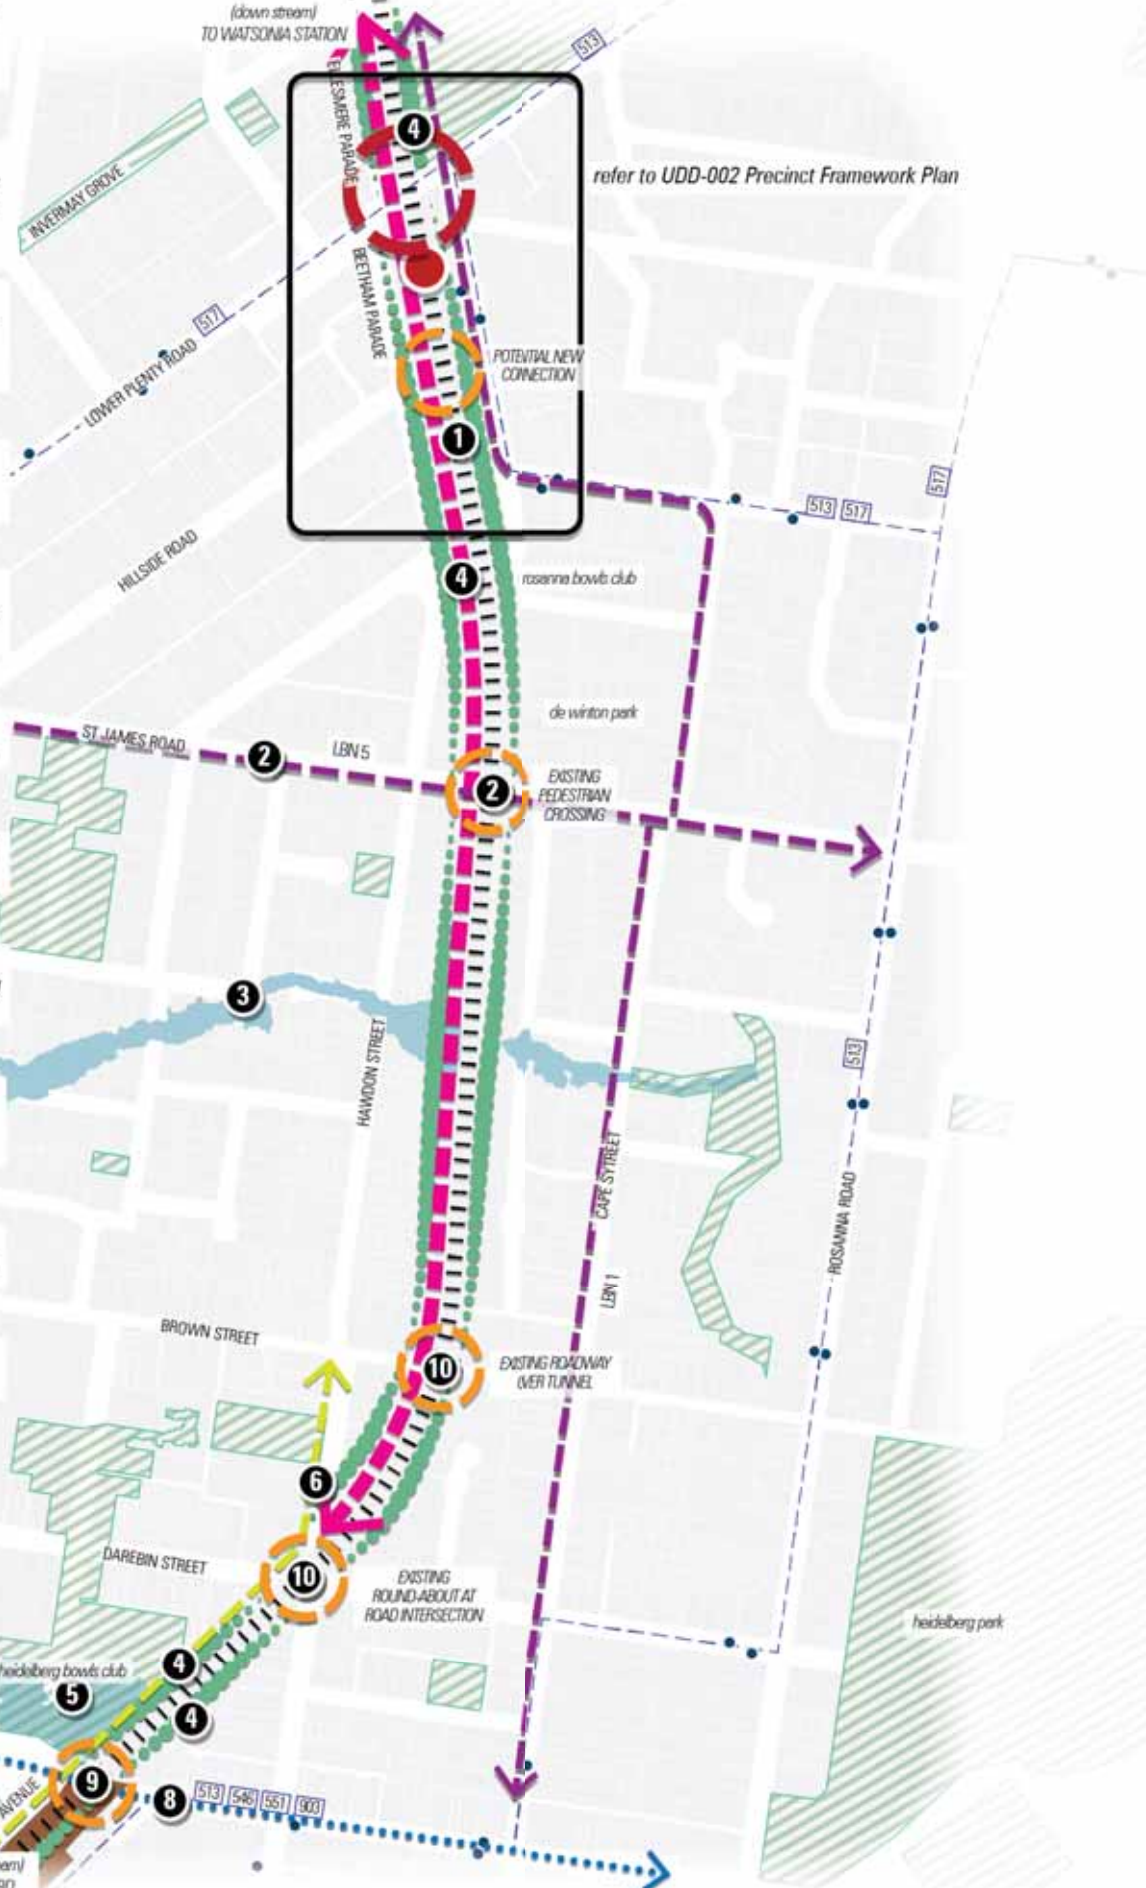 (down stream)
TO WATSONIA STATION
513
ELLESMERE PARADE
4
refer to UDD-002 Precinct Framework Plan
INVERMAY GROVE
BEETHAM PARADE
517
LOWER PLENTY ROAD
POTENTIAL NEW
CONNECTION
1
517
513 517
HILLSIDE ROAD
4
rosanna bowls club
de winton park
ST JAMES ROAD
2
LBN 5
2
EXISTING
PEDESTRIAN
CROSSING
3
HAWDON STREET
513
CAPE SYTREET
ROSANNA ROAD
LBN 1
BROWN STREET
10
EXISTING ROADWAY
(VER TUNNEL
6
DAREBIN STREET
10
EXISTING
ROUND-ABOUT AT
ROAD INTERSECTION
heidelberg park
4
heidelberg bowls club
5
4
9
AVENUE
8
513 546 551 903